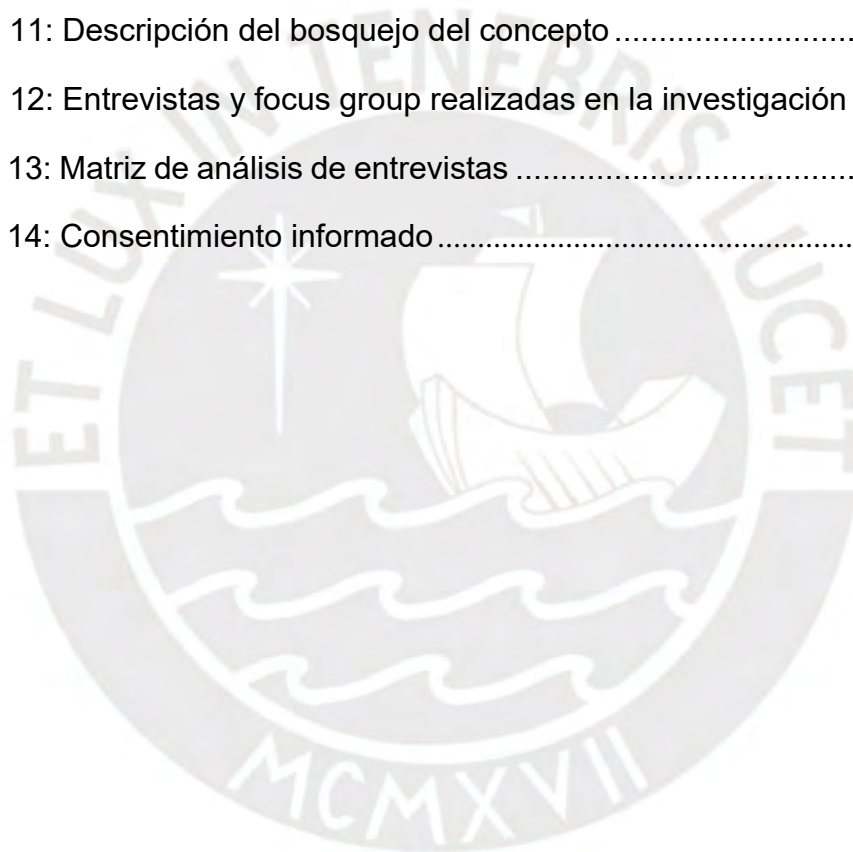 11: Descripción del bosquejo del concepto............................
12: Entrevistas y focus group realizadas en la investigación
13: Matriz de análisis de entrevistas.......................................
14: Consentimiento informado................................................
ET LUX IN TENEBRIS LUCET
MCMXVII